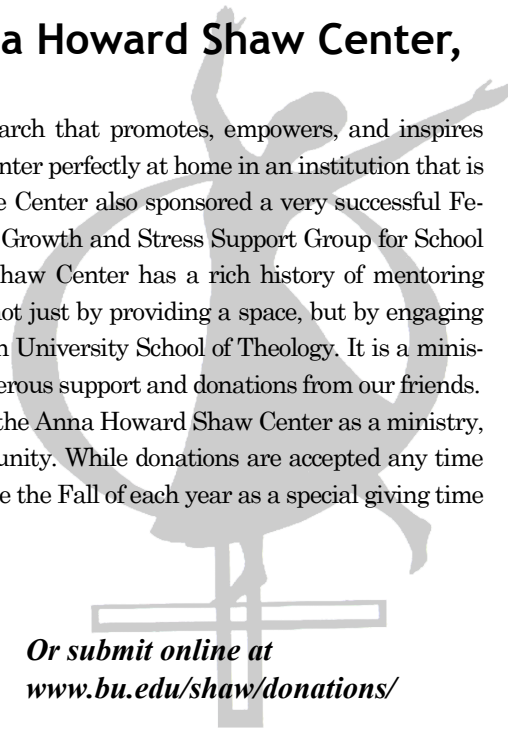 a Howard Shaw Center,
arch that promotes, empowers, and inspires
nter perfectly at home in an institution that is
e Center also sponsored a very successful Fe-
Growth and Stress Support Group for School
haw Center has a rich history of mentoring
not just by providing a space, but by engaging
n University School of Theology. It is a minis-
erous support and donations from our friends.
the Anna Howard Shaw Center as a ministry,
unity. While donations are accepted any time
e the Fall of each year as a special giving time
Or submit online at
www.bu.edu/shaw/donations/